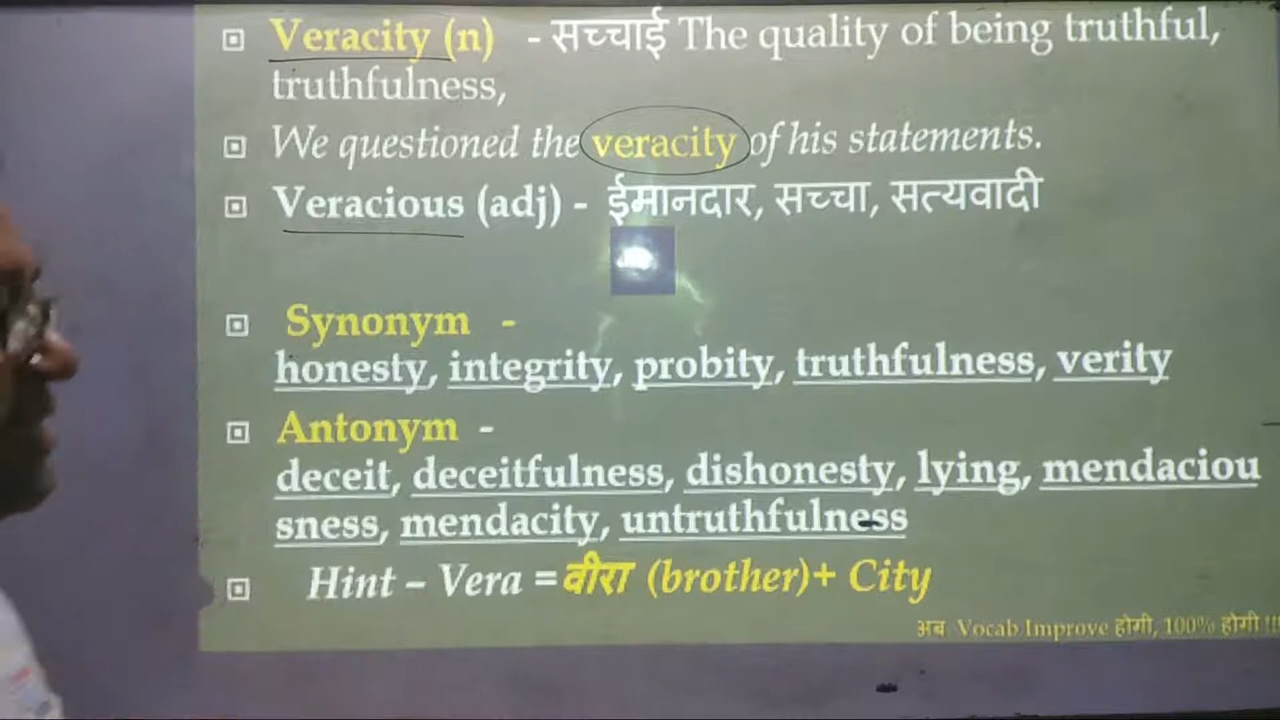 Veracity (n) - सच्चाई The quality of being truthful,
truthfulness,
We questioned the veracity of his statements.
Veracious (adj) - ईमानदार, सच्चा, सत्यवादी
Synonym -
honesty, integrity, probity, truthfulness, verity
Antonym -
deceit, deceitfulness, dishonesty, lying, mendaciou
sness, mendacity, untruthfulness
Hint – Vera = वीरा (brother)+ City
अब Vocab Improve होगी, 100% होगी !!!